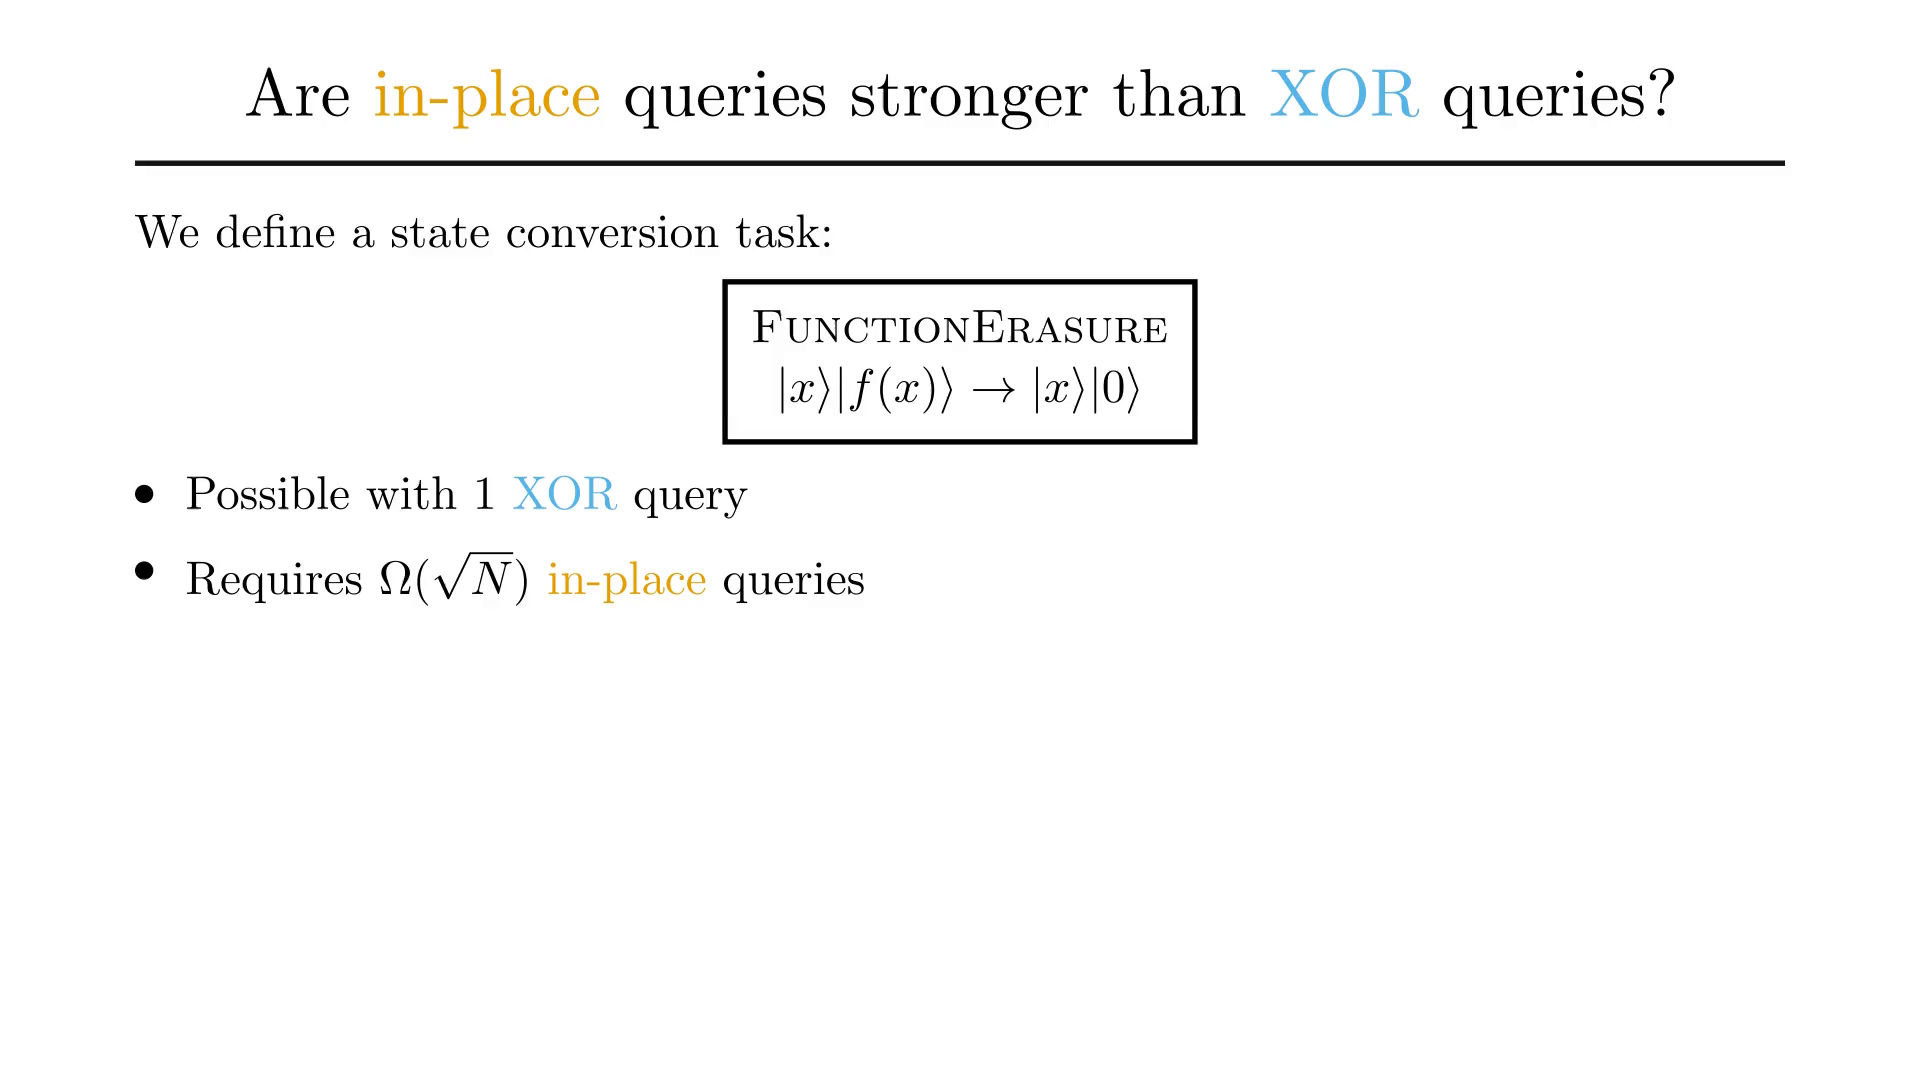 Are in-place queries stronger than XOR queries?
We define a state conversion task:
FUNCTIONERASURE
|x⟩|f(x)⟩ → |x⟩|0⟩
• Possible with 1 XOR query
• Requires Ω(√N) in-place queries